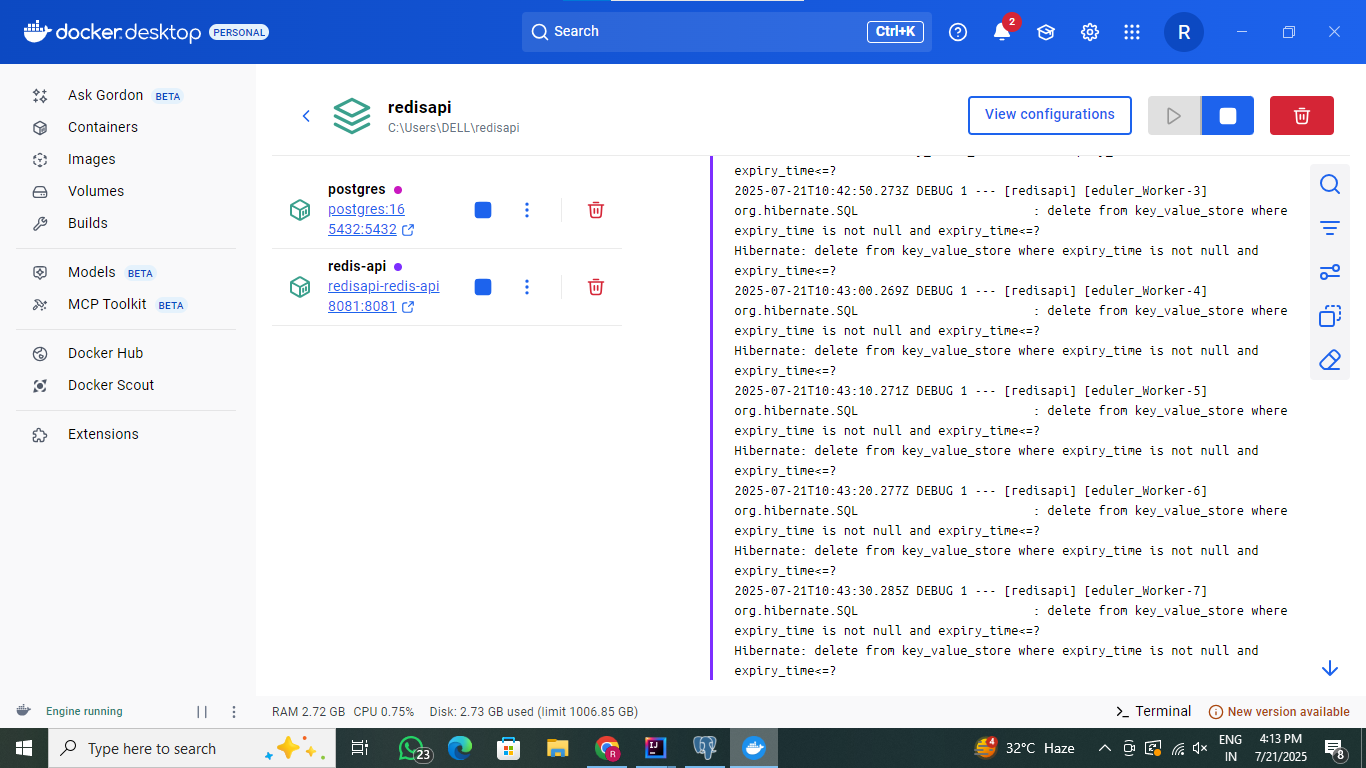 docker.desktop PERSONAL
Search
Ctrl+K
2
R
Ask Gordon BETA
Containers
Images
Volumes
Builds
Models BETA
MCP Toolkit BETA
Docker Hub
Docker Scout
Extensions
redisapi
C:\Users\DELL\redisapi
View configurations
postgres
postgres:16
5432:5432
redis-api
redisapi-redis-api
8081:8081
expiry_time<=?
2025-07-21T10:42:50.273Z DEBUG 1 --- [redisapi] [eduler_Worker-3]
org.hibernate.SQL : delete from key_value_store where
expiry_time is not null and expiry_time<=?
Hibernate: delete from key_value_store where expiry_time is not null and
expiry_time<=?
2025-07-21T10:43:00.269Z DEBUG 1 --- [redisapi] [eduler_Worker-4]
org.hibernate.SQL : delete from key_value_store where
expiry_time is not null and expiry_time<=?
Hibernate: delete from key_value_store where expiry_time is not null and
expiry_time<=?
2025-07-21T10:43:10.271Z DEBUG 1 --- [redisapi] [eduler_Worker-5]
org.hibernate.SQL : delete from key_value_store where
expiry_time is not null and expiry_time<=?
Hibernate: delete from key_value_store where expiry_time is not null and
expiry_time<=?
2025-07-21T10:43:20.277Z DEBUG 1 --- [redisapi] [eduler_Worker-6]
org.hibernate.SQL : delete from key_value_store where
expiry_time is not null and expiry_time<=?
Hibernate: delete from key_value_store where expiry_time is not null and
expiry_time<=?
2025-07-21T10:43:30.285Z DEBUG 1 --- [redisapi] [eduler_Worker-7]
org.hibernate.SQL : delete from key_value_store where
expiry_time is not null and expiry_time<=?
Hibernate: delete from key_value_store where expiry_time is not null and
expiry_time<=?
Engine running
RAM 2.72 GB CPU 0.75% Disk: 2.73 GB used (limit 1006.85 GB)
Terminal
New version available
Type here to search
23
R
IJ
4
32°C Haze
ENG
IN
4:13 PM
7/21/2025
8